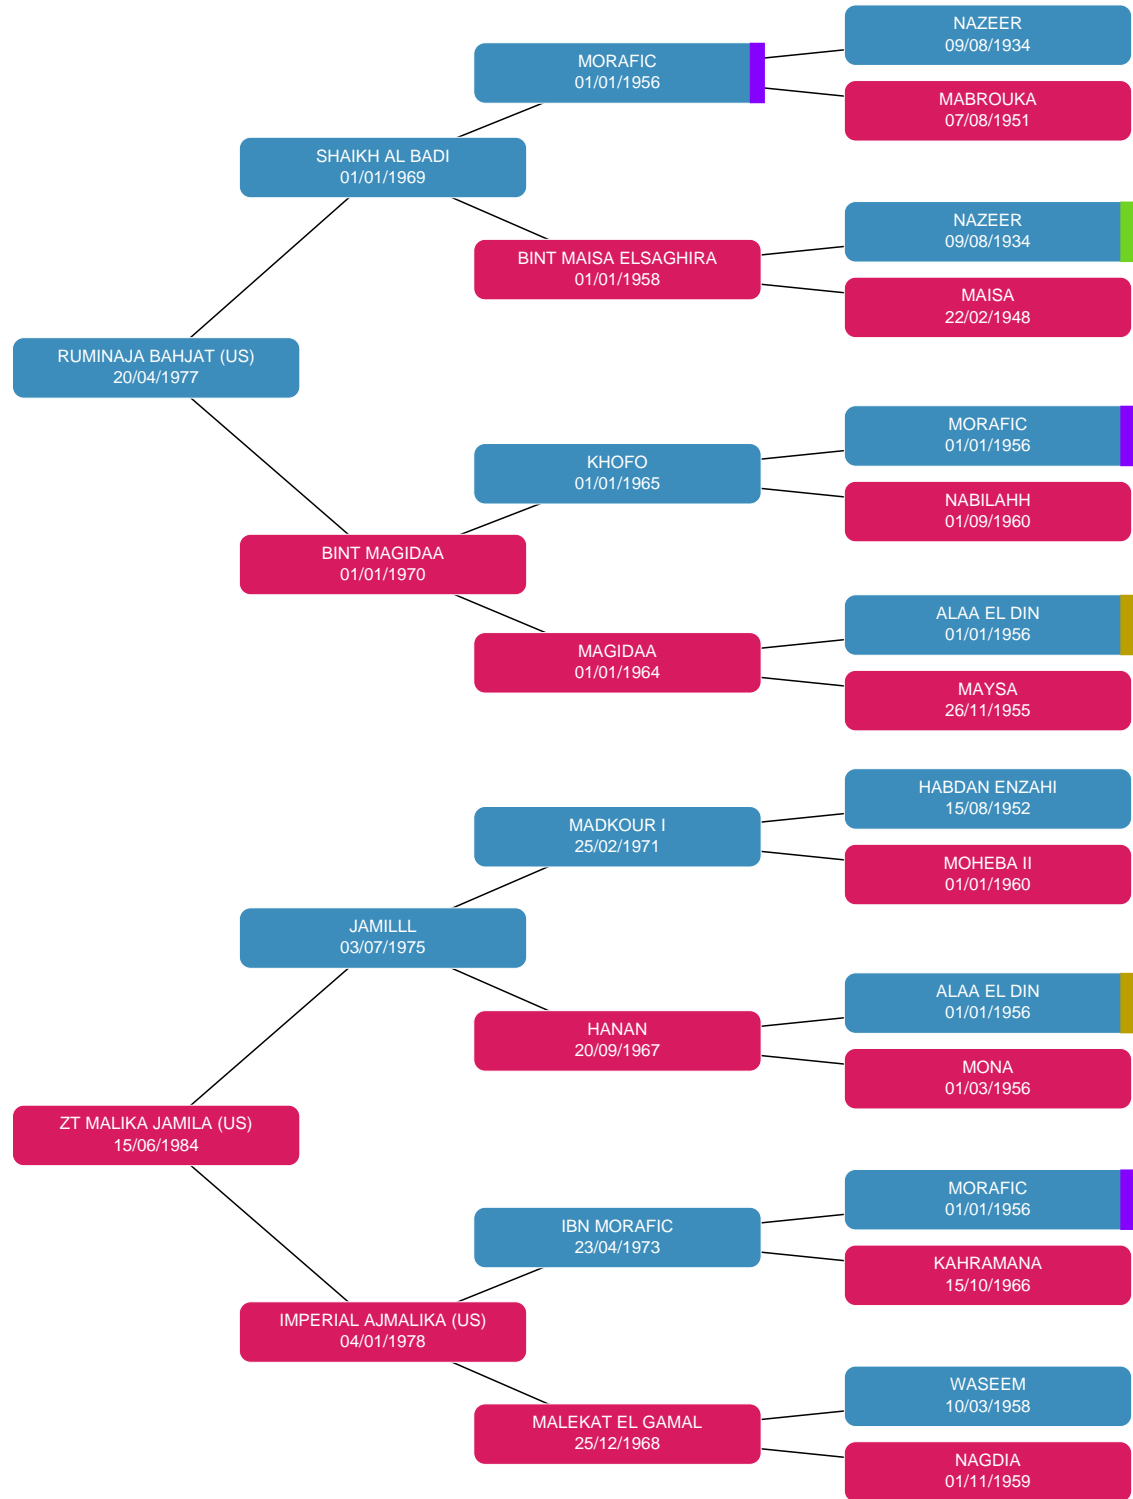 NAZEER
09/08/1934
MORAFIC
01/01/1956
MABROUKA
07/08/1951
SHAIKH AL BADI
01/01/1969
NAZEER
09/08/1934
BINT MAISA ELSAGHIRA
01/01/1958
MAISA
22/02/1948
RUMINAJA BAHJAT (US)
20/04/1977
MORAFIC
01/01/1956
KHOFO
01/01/1965
NABILAHH
01/09/1960
BINT MAGIDAA
01/01/1970
ALAA EL DIN
01/01/1956
MAGIDAA
01/01/1964
MAYSA
26/11/1955
HABDAN ENZAHI
15/08/1952
MADKOUR I
25/02/1971
MOHEBA II
01/01/1960
JAMILLL
03/07/1975
ALAA EL DIN
01/01/1956
HANAN
20/09/1967
MONA
01/03/1956
ZT MALIKA JAMILA (US)
15/06/1984
MORAFIC
01/01/1956
IBN MORAFIC
23/04/1973
KAHRAMANA
15/10/1966
IMPERIAL AJMALIKA (US)
04/01/1978
WASEEM
10/03/1958
MALEKAT EL GAMAL
25/12/1968
NAGDIA
01/11/1959